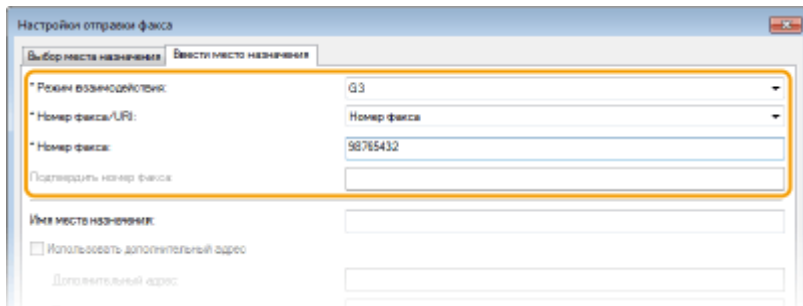 Настройки отправки факса
Выбор места назначения Ввести место назначения
* Режим взаимодействия: G3
* Номер факса/URI: Номер факса
* Номер факса: 98765432
Подтвердить номер факса
Имя места назначения:
Использовать дополнительный адрес
Дополнительный адрес: